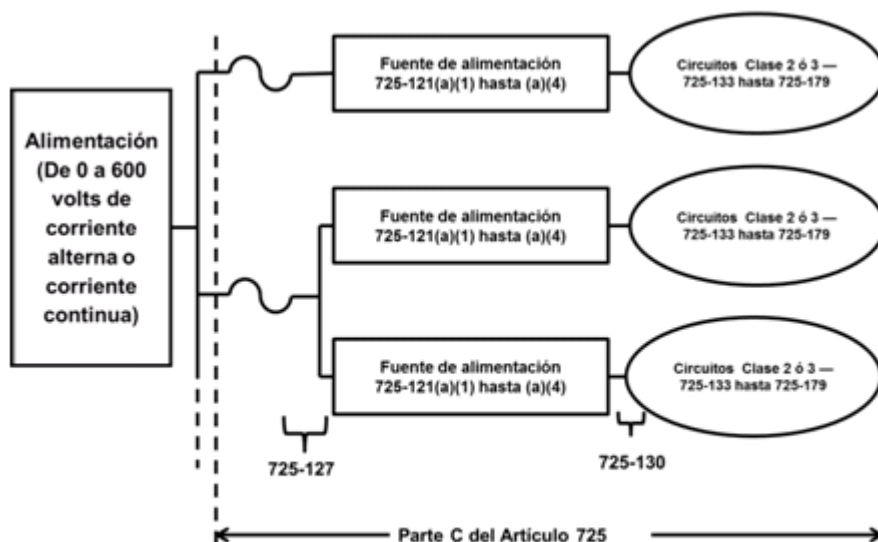 Alimentación
(De 0 a 600
volts de
corriente
alterna o
corriente
continua)
Fuente de alimentación
725-121(a)(1) hasta (a)(4)
Circuitos Clase 2 ó 3 —
725-133 hasta 725-179
Fuente de alimentación
725-121(a)(1) hasta (a)(4)
Circuitos Clase 2 ó 3 —
725-133 hasta 725-179
Fuente de alimentación
725-121(a)(1) hasta (a)(4)
Circuitos Clase 2 ó 3 —
725-133 hasta 725-179
725-127
725-130
Parte C del Artículo 725